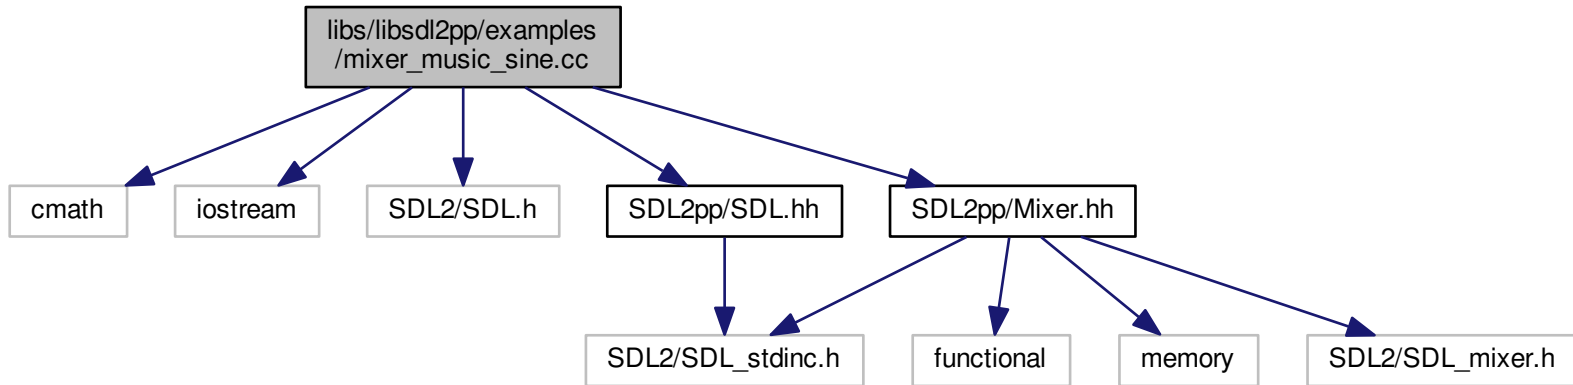 libs/libsdl2pp/examples
/mixer_music_sine.cc
cmath
iostream
SDL2/SDL.h
SDL2pp/SDL.hh
SDL2pp/Mixer.hh
SDL2/SDL_stdinc.h
functional
memory
SDL2/SDL_mixer.h